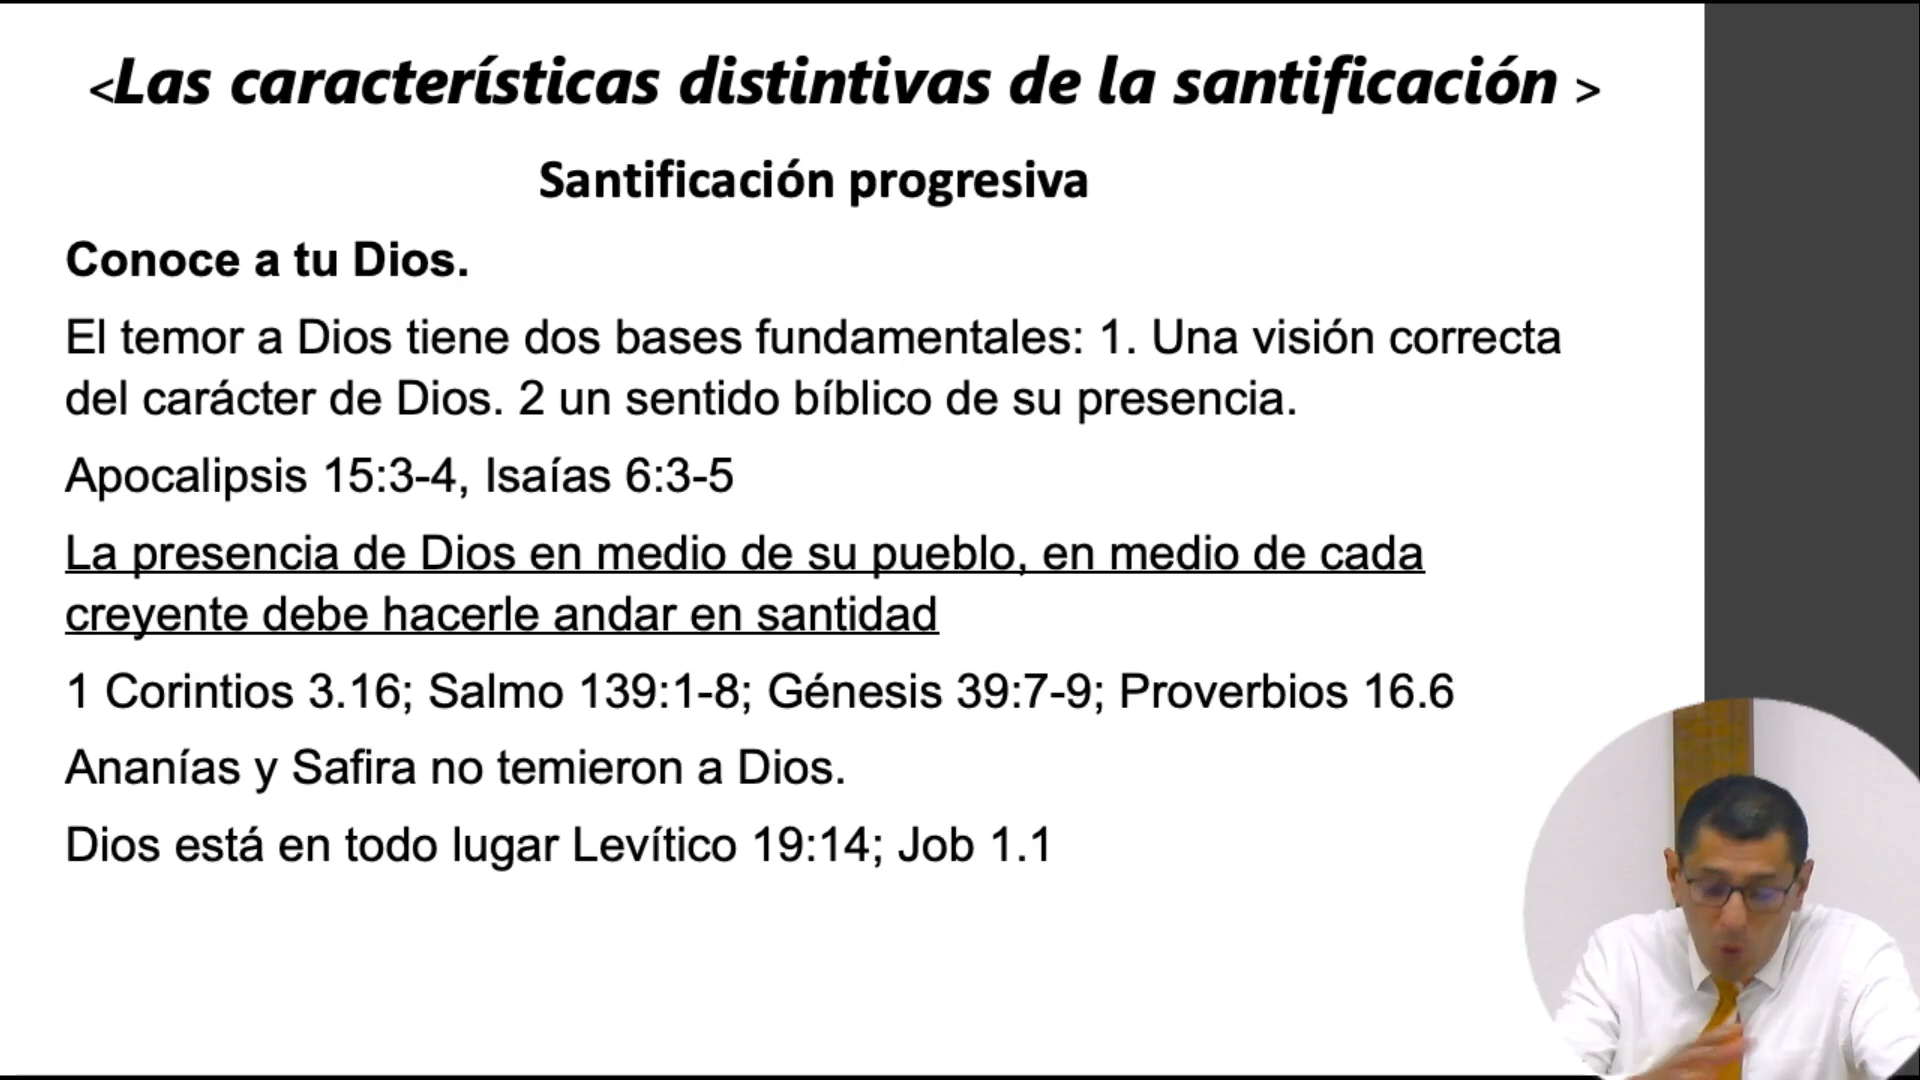 <Las características distintivas de la santificación >
Santificación progresiva
Conoce a tu Dios.
El temor a Dios tiene dos bases fundamentales: 1. Una visión correcta
del carácter de Dios. 2 un sentido bíblico de su presencia.
Apocalipsis 15:3-4, Isaías 6:3-5
La presencia de Dios en medio de su pueblo, en medio de cada
creyente debe hacerle andar en santidad
1 Corintios 3.16; Salmo 139:1-8; Génesis 39:7-9; Proverbios 16.6
Ananías y Safira no temieron a Dios.
Dios está en todo lugar Levítico 19:14; Job 1.1